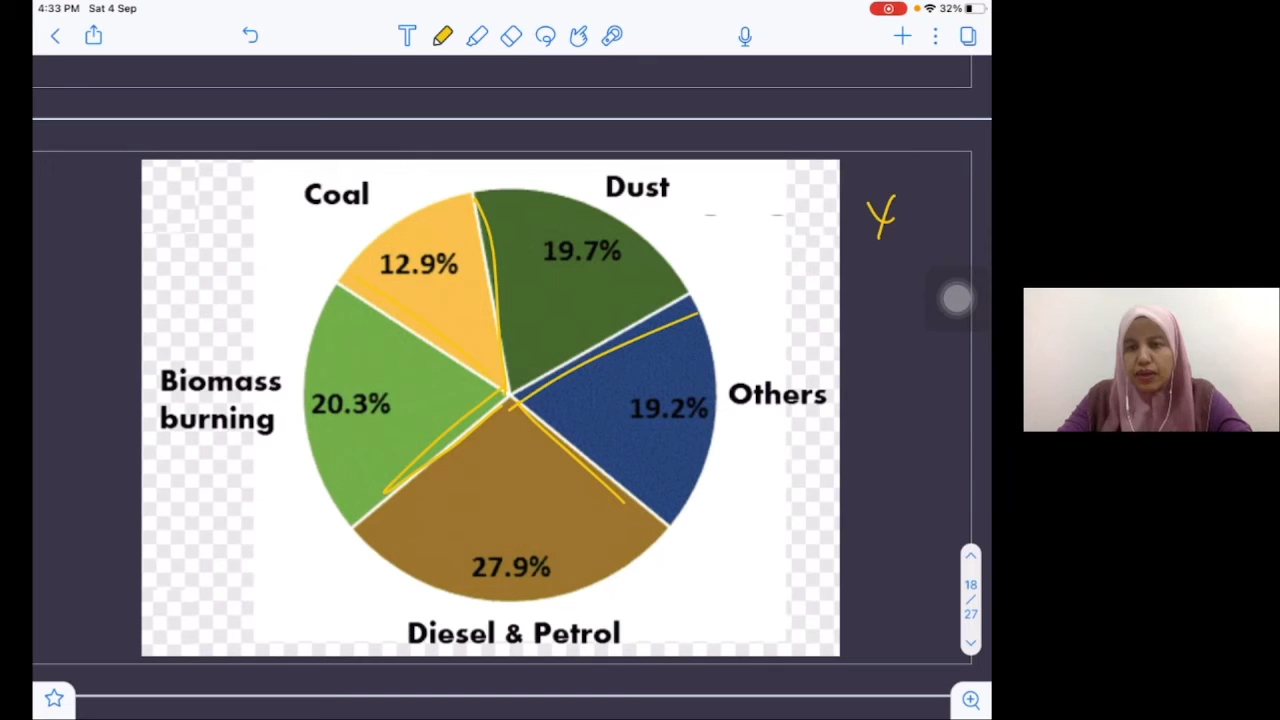 4:33 PM Sat 4 Sep
32%
T
Coal
Dust
12.9%
19.7%
Biomass
burning
20.3%
19.2%
Others
27.9%
Diesel & Petrol
18
/
27